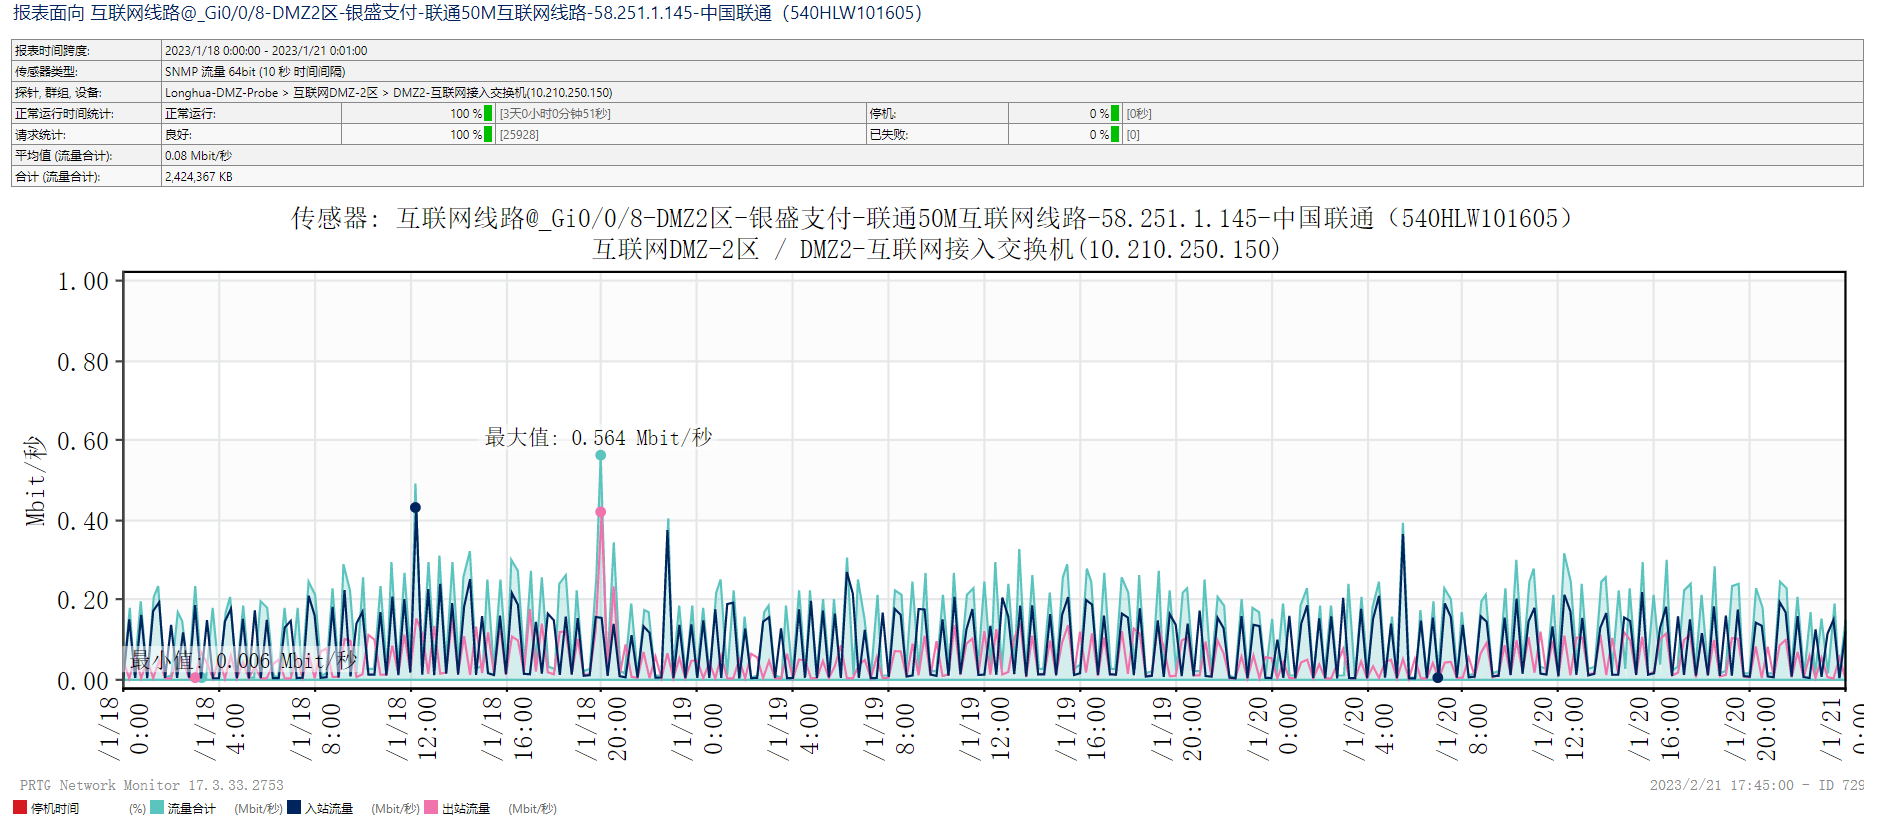 报表面向 互联网线路@_Gi0/0/8-DMZ2区-银盛支付-联通50M互联网线路-58.251.1.145-中国联通（540HLW101605）
报表时间跨度: 2023/1/18 0:00:00 - 2023/1/21 0:01:00
传感器类型: SNMP 流量 64bit (10 秒 时间间隔)
探针, 群组, 设备: Longhua-DMZ-Probe > 互联网DMZ-2区 > DMZ2-互联网接入交换机(10.210.250.150)
正常运行时间统计: 正常运行: 100 % [3天0小时0分钟51秒] 停机: 0 % [0秒]
请求统计: 良好: 100 % [25928] 已失败: 0 % [0]
平均值 (流量合计): 0.08 Mbit/秒
合计 (流量合计): 2,424,367 KB
传感器: 互联网线路@_Gi0/0/8-DMZ2区-银盛支付-联通50M互联网线路-58.251.1.145-中国联通（540HLW101605）
互联网DMZ-2区 / DMZ2-互联网接入交换机(10.210.250.150)
Mbit/秒
1.00
0.80
0.60
0.40
0.20
0.00
最大值: 0.564 Mbit/秒
最小值: 0.006 Mbit/秒
/1/18 0:00
/1/18 4:00
/1/18 8:00
/1/18 12:00
/1/18 16:00
/1/18 20:00
/1/19 0:00
/1/19 4:00
/1/19 8:00
/1/19 12:00
/1/19 16:00
/1/19 20:00
/1/20 0:00
/1/20 4:00
/1/20 8:00
/1/20 12:00
/1/20 16:00
/1/20 20:00
/1/21 0:00
PRTG Network Monitor 17.3.33.2753
2023/2/21 17:45:00 - ID 729
停机时间 (%) 流量合计 (Mbit/秒) 入站流量 (Mbit/秒) 出站流量 (Mbit/秒)